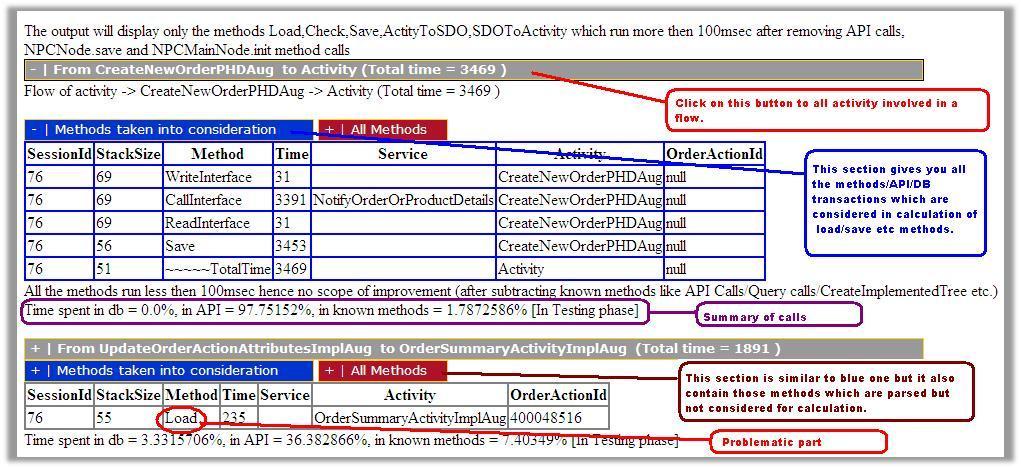 The output will display only the methods Load,Check,Save,ActityToSDO,SDOToActivity which run more then 100msec after removing API calls,
NPCNode.save and NPCMainNode.init method calls
- | From CreateNewOrderPHDAug to Activity (Total time = 3469 )
Flow of activity -> CreateNewOrderPHDAug -> Activity (Total time = 3469 )
Click on this button to all activity involved in a
flow.
- | Methods taken into consideration + | All Methods
SessionId StackSize Method Time Service Activity OrderActionId
76 69 WriteInterface 31 CreateNewOrderPHDAug null
76 69 CallInterface 3391 NotifyOrderOrProductDetails CreateNewOrderPHDAug null
76 69 ReadInterface 31 CreateNewOrderPHDAug null
76 56 Save 3453 CreateNewOrderPHDAug null
76 51 ~~~~~TotalTime 3469 Activity null
This section gives you all
the methods/API/DB
transactions which are
considered in calculation of
load/save etc methods.
All the methods run less then 100msec hence no scope of improvement (after subtracting known methods like API Calls/Query calls/CreateImplementedTree etc.)
Time spent in db = 0.0%, in API = 97.75152%, in known methods = 1.7872586% [In Testing phase]
Summary of calls
+ | From UpdateOrderActionAttributesImplAug to OrderSummaryActivityImplAug (Total time = 1891 )
+ | Methods taken into consideration + | All Methods
SessionId StackSize Method Time Service Activity OrderActionId
76 55 Load 235 OrderSummaryActivityImplAug 400048516
This section is similar to blue one but it also
contain those methods which are parsed but
not considered for calculation.
Time spent in db = 3.3315706%, in API = 36.382866%, in known methods = 7.40349% [In Testing phase]
Problematic part